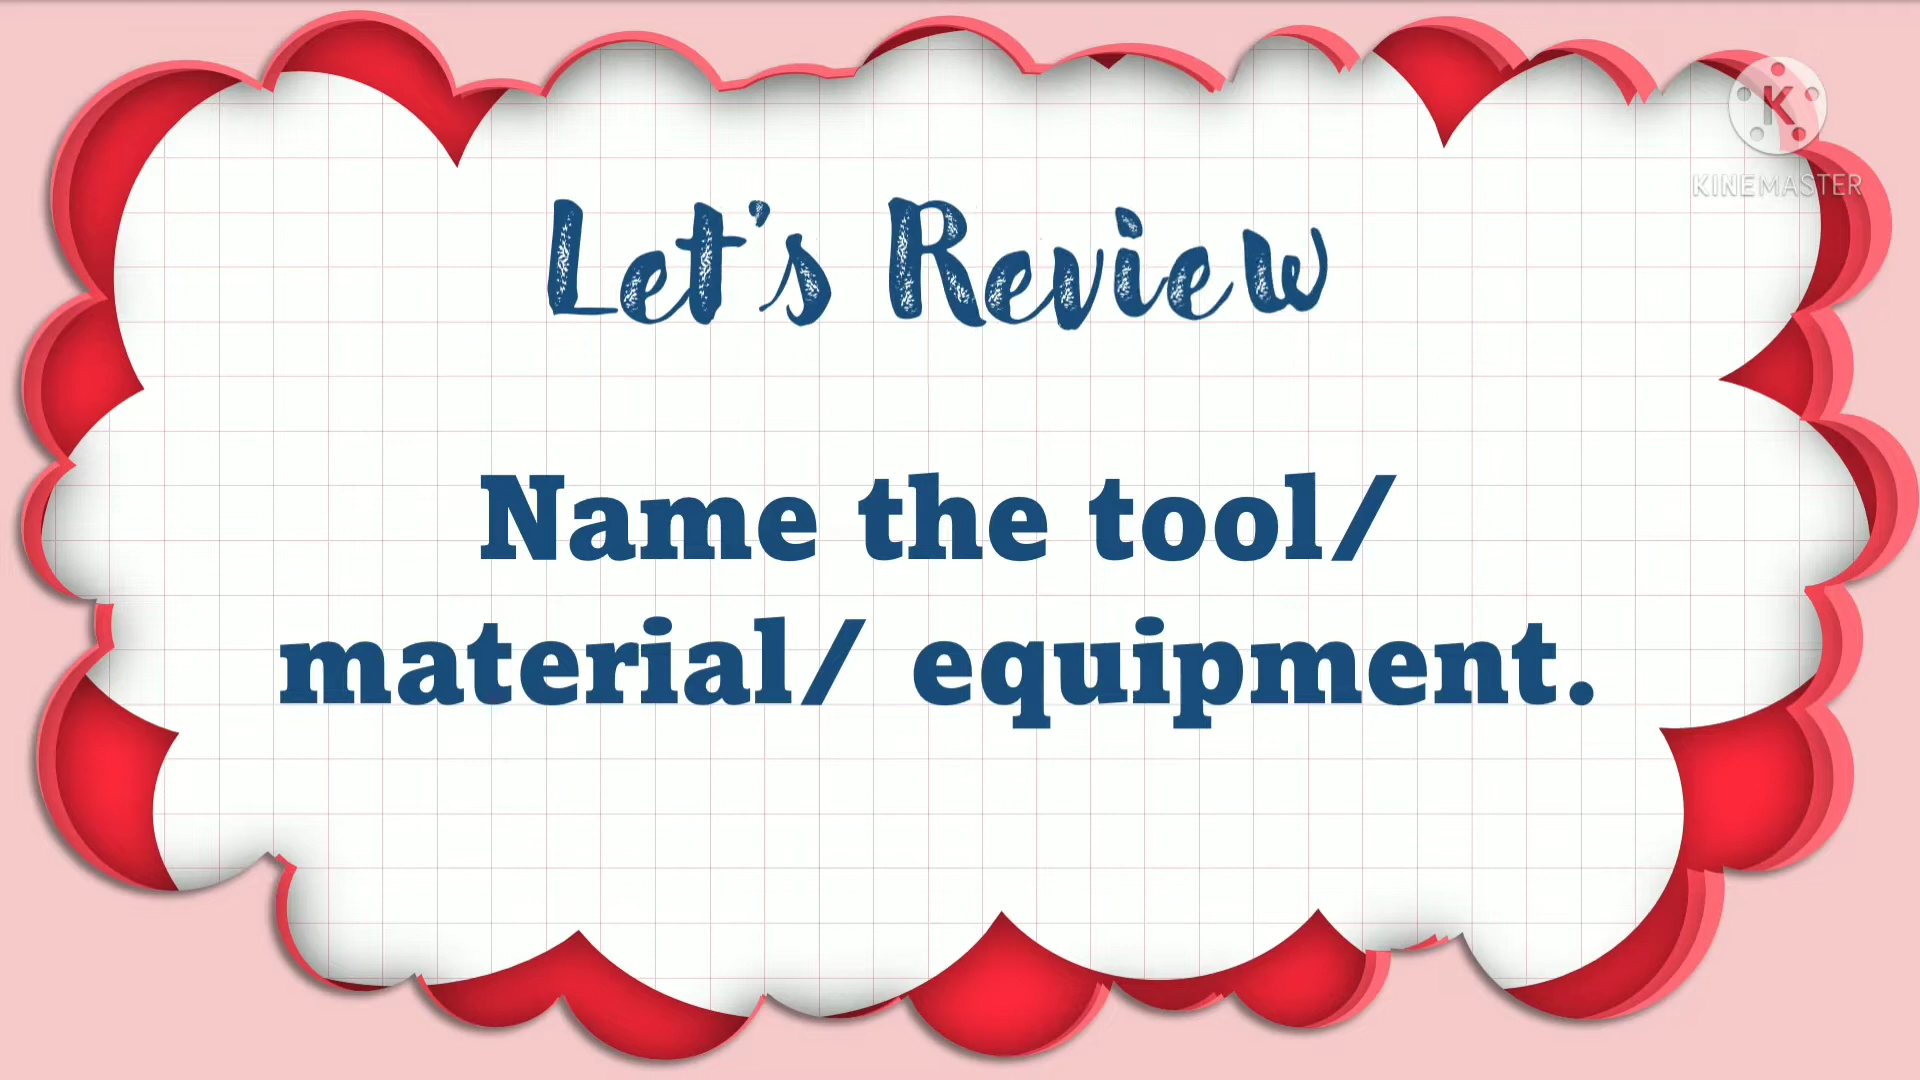 K
KINEMASTER
Let's Review
Name the tool/
material/ equipment.